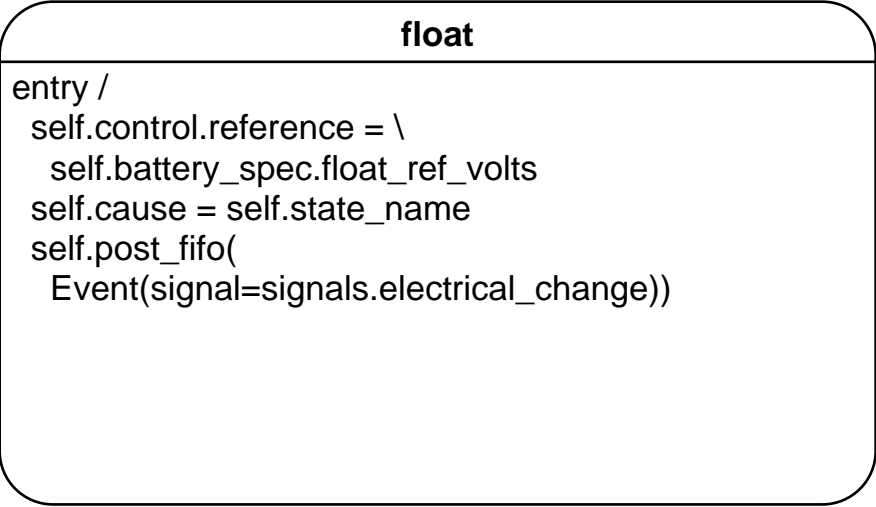 float
entry /
self.control.reference = \
self.battery_spec.float_ref_volts
self.cause = self.state_name
self.post_fifo(
Event(signal=signals.electrical_change))